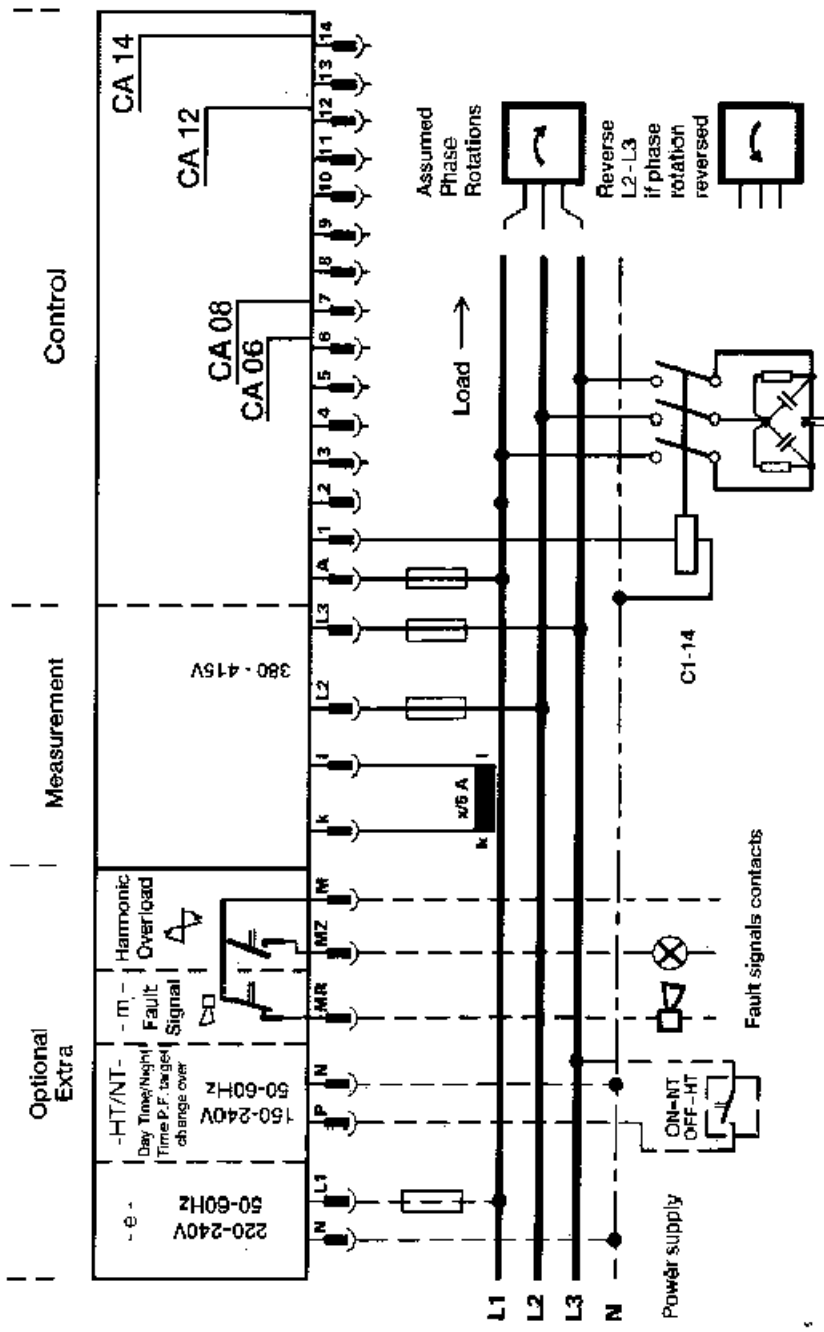 Optional
Extra
Measurement
Control
- e -
220-240V
50-60Hz
-HT/NT-
Day Time/Night
Time P.F. target
change over
150-240V
50-60Hz
- m -
Fault
Signal
Harmonic
Overload
380 - 415V
CA 06
CA 08
CA 12
CA 14
N
L1
P
N
MR
MZ
M
k
l
L2
L3
A
1
2
3
4
5
6
7
8
9
10
11
12
13
14
x/5 A
k
l
L1
L2
L3
N
Load
Assumed
Phase
Rotations
Reverse
L2-L3
if phase
rotation
reversed
Power supply
ON=NT
OFF-HT
Fault signals contacts
C1-14